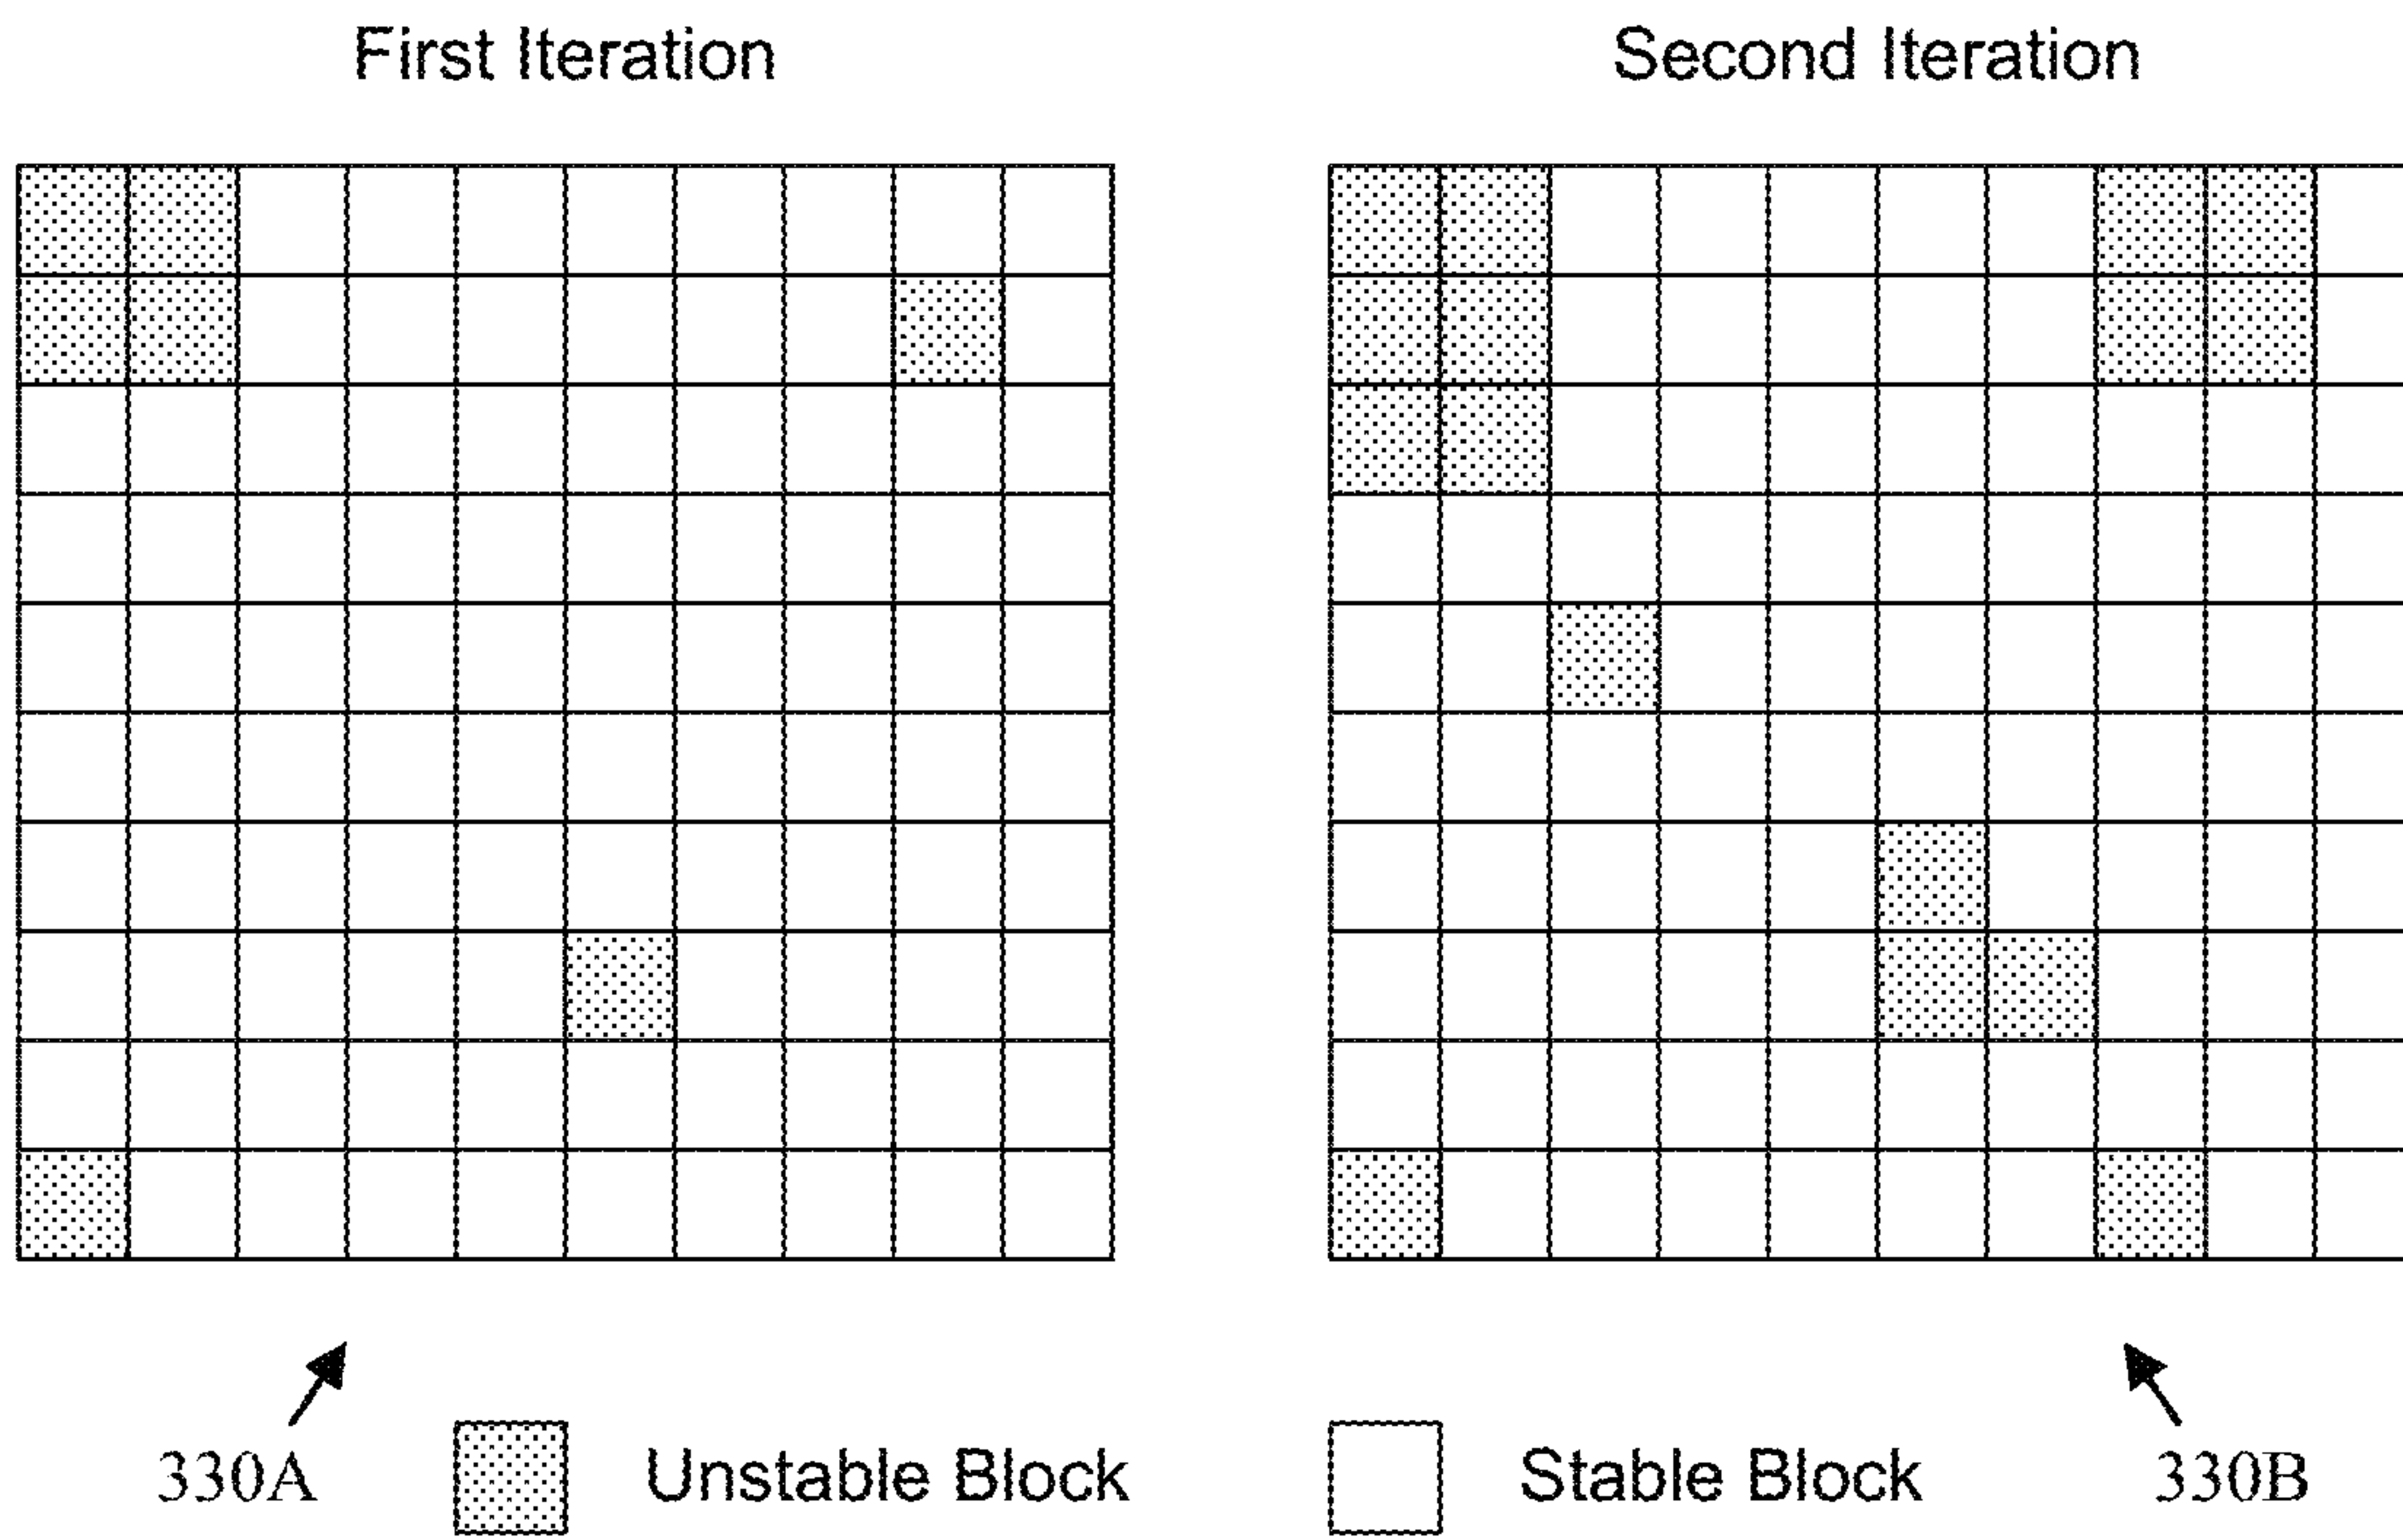 First Iteration
Second Iteration
330A
Unstable Block
Stable Block
330B